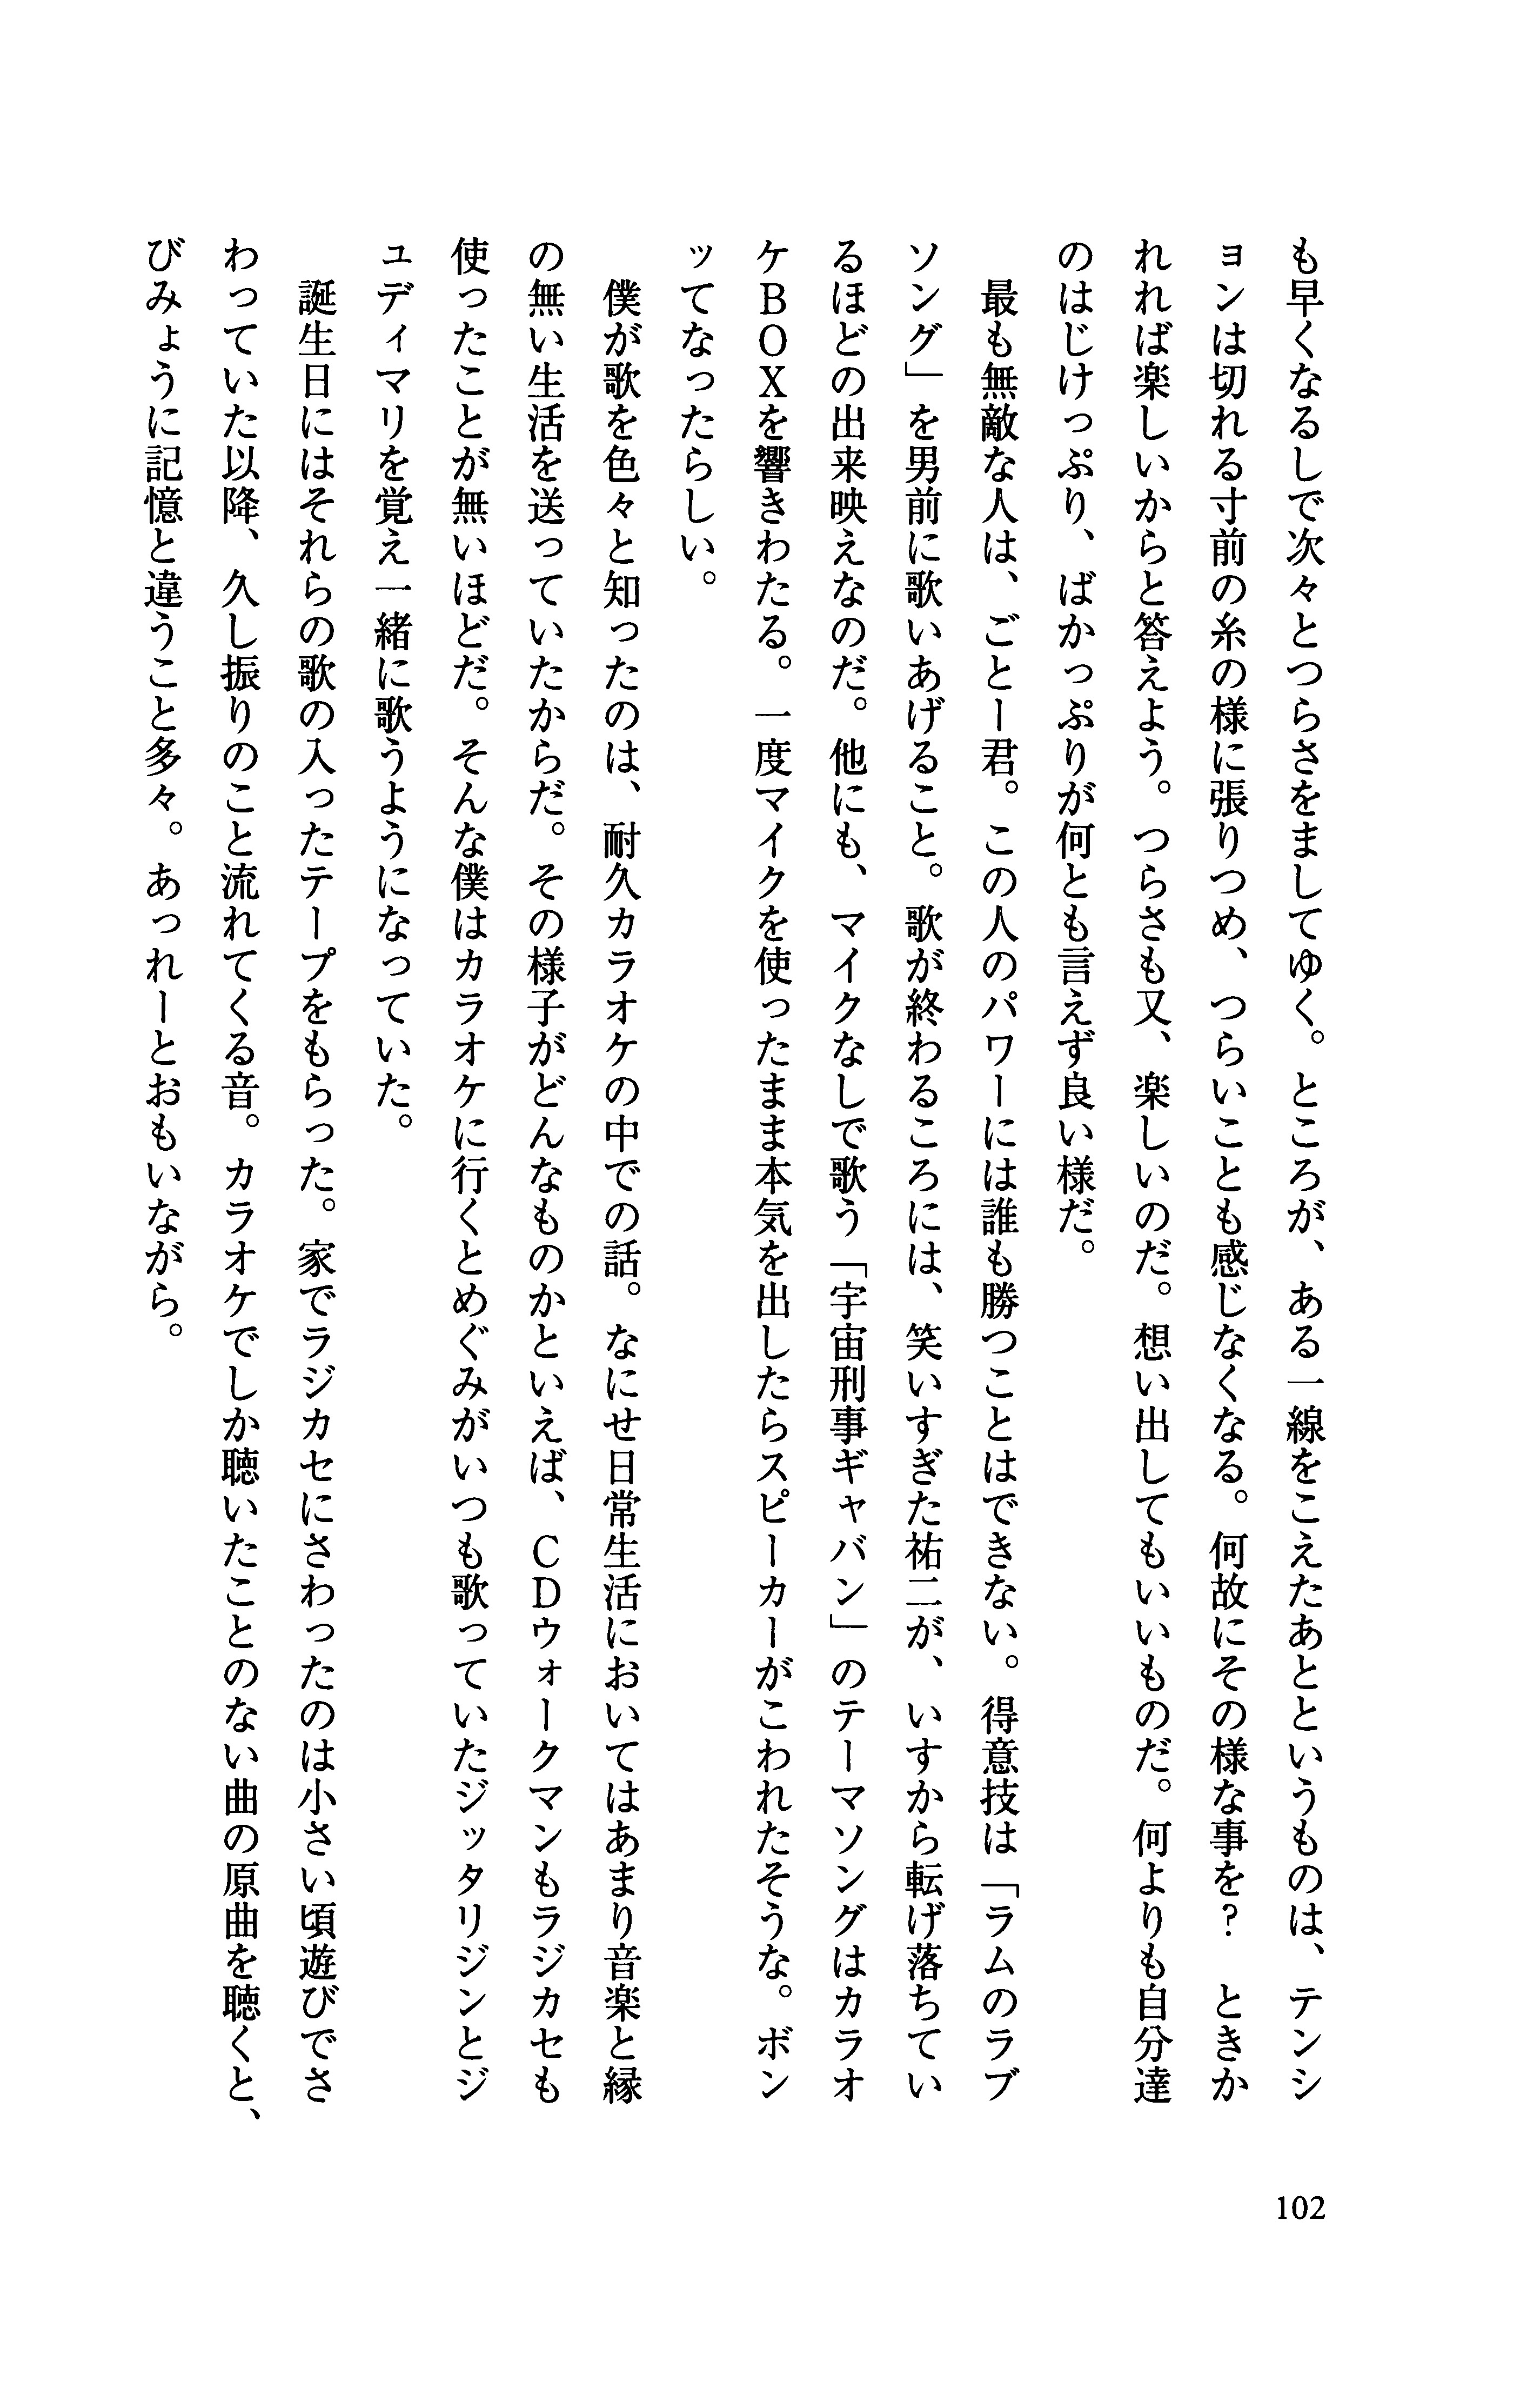 も早くなるしで次々とつらさをましてゆく。ところが、ある一線をこえたあとというものは、テンシ
ョンは切れる寸前の糸の様に張りつめ、つらいことも感じなくなる。何故にその様な事を?　ときか
れれば楽しいからと答えよう。つらさも又、楽しいのだ。想い出してもいいものだ。何よりも自分達
のはじけっぷり、ばかっぷりが何とも言えず良い様だ。
　最も無敵な人は、ごとー君。この人のパワーには誰も勝つことはできない。得意技は「ラムのラブ
ソング」を男前に歌いあげること。歌が終わるころには、笑いすぎた祐二が、いすから転げ落ちてい
るほどの出来映えなのだ。他にも、マイクなしで歌う「宇宙刑事ギャバン」のテーマソングはカラオ
ケＢＯＸを響きわたる。一度マイクを使ったまま本気を出したらスピーカーがこわれたそうな。ボン
ッてなったらしい。
　僕が歌を色々と知ったのは、耐久カラオケの中での話。なにせ日常生活においてはあまり音楽と縁
の無い生活を送っていたからだ。その様子がどんなものかといえば、ＣＤウォークマンもラジカセも
使ったことが無いほどだ。そんな僕はカラオケに行くとめぐみがいつも歌っていたジッタリジンとジ
ュディマリを覚え一緒に歌うようになっていた。
　誕生日にはそれらの歌の入ったテープをもらった。家でラジカセにさわったのは小さい頃遊びでさ
わっていた以降、久し振りのこと流れてくる音。カラオケでしか聴いたことのない曲の原曲を聴くと、
びみょうに記憶と違うこと多々。あっれーとおもいながら。
102